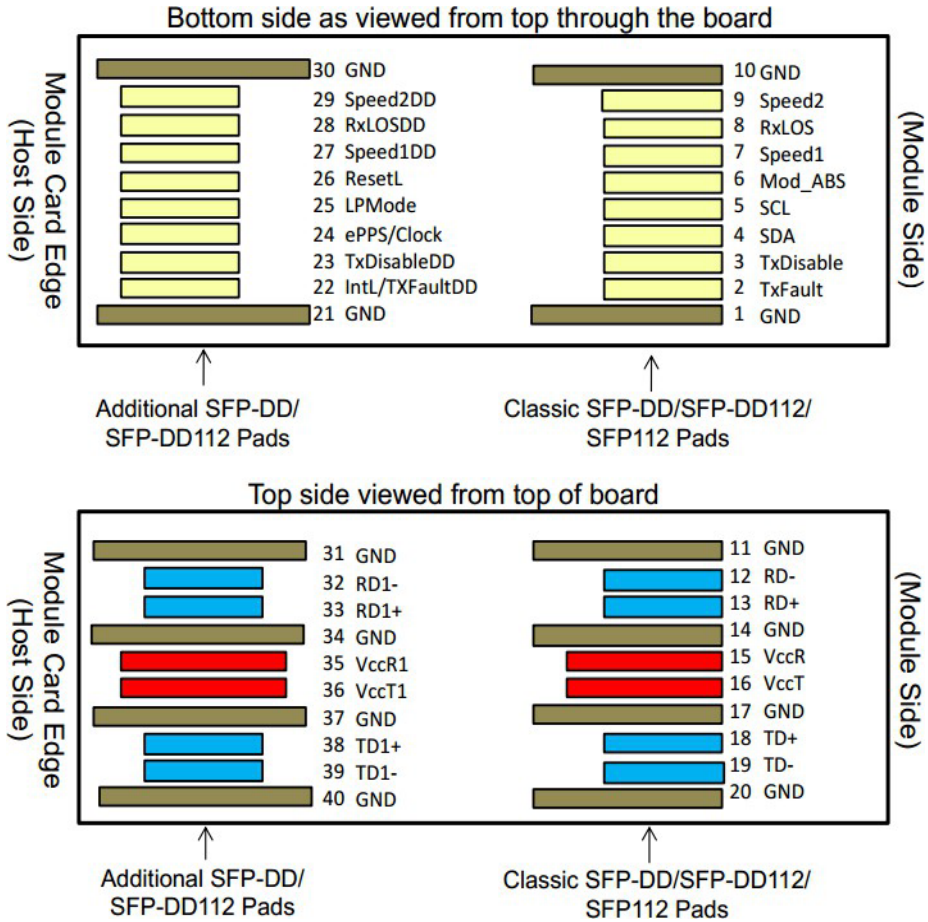 Bottom side as viewed from top through the board
Module Card Edge
(Host Side)
30 GND
29 Speed2DD
28 RxLOSDD
27 Speed1DD
26 ResetL
25 LPMode
24 ePPS/Clock
23 TxDisableDD
22 IntL/TXFaultDD
21 GND
10 GND
9 Speed2
8 RxLOS
7 Speed1
6 Mod_ABS
5 SCL
4 SDA
3 TxDisable
2 TxFault
1 GND
(Module Side)
Additional SFP-DD/
SFP-DD112 Pads
Classic SFP-DD/SFP-DD112/
SFP112 Pads
Top side viewed from top of board
Module Card Edge
(Host Side)
31 GND
32 RD1-
33 RD1+
34 GND
35 VccR1
36 VccT1
37 GND
38 TD1+
39 TD1-
40 GND
11 GND
12 RD-
13 RD+
14 GND
15 VccR
16 VccT
17 GND
18 TD+
19 TD-
20 GND
(Module Side)
Additional SFP-DD/
SFP-DD112 Pads
Classic SFP-DD/SFP-DD112/
SFP112 Pads